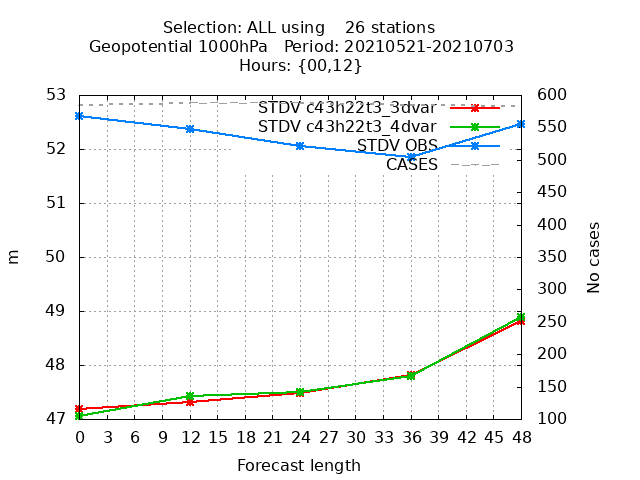 Selection: ALL using    26 stations
Geopotential 1000hPa   Period: 20210521-20210703
Hours: {00,12}
53
52
51
50
49
48
47
m
600
550
500
450
400
350
300
250
200
150
100
No cases
STDV c43h22t3_3dvar
STDV c43h22t3_4dvar
STDV OBS
CASES
0 3 6 9 12 15 18 21 24 27 30 33 36 39 42 45 48
Forecast length